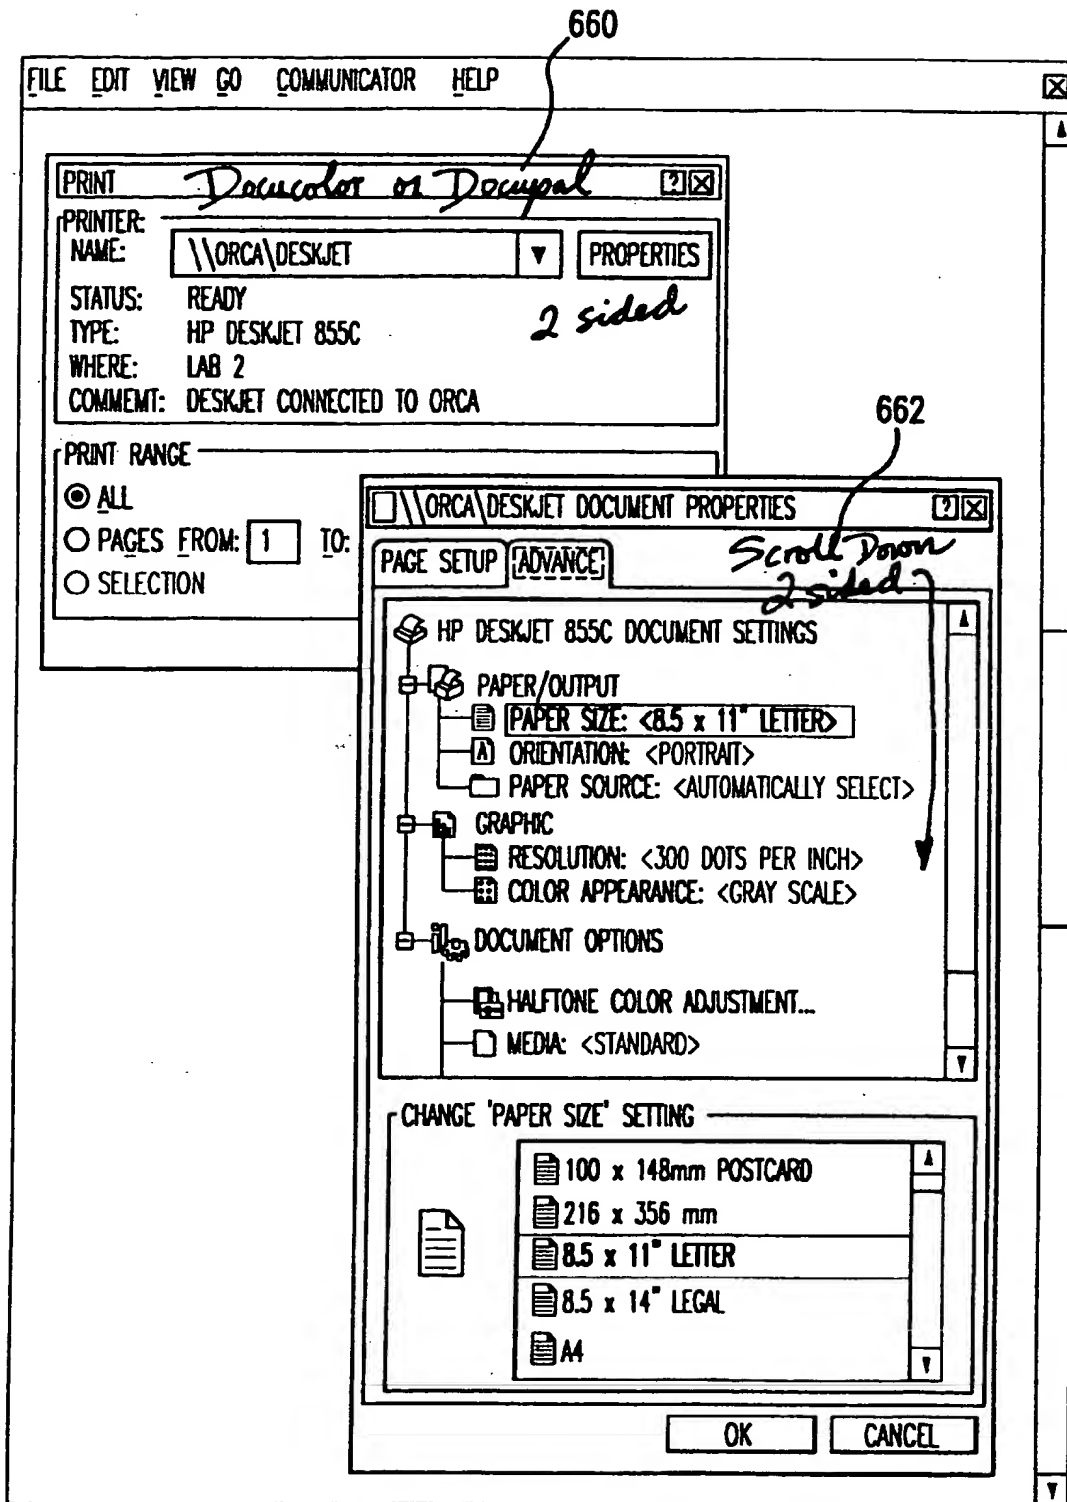 660
FILE EDIT VIEW GO COMMUNICATOR HELP
PRINT Docucolor or Docupal
PRINTER:
NAME: \\ORCA\DESKJET PROPERTIES
STATUS: READY
2 sided
TYPE: HP DESKJET 855C
WHERE: LAB 2
COMMEMT: DESKJET CONNECTED TO ORCA
662
PRINT RANGE
ALL
PAGES FROM: 1 TO:
SELECTION
\\ORCA\DESKJET DOCUMENT PROPERTIES
PAGE SETUP ADVANCE
Scroll Down
2 sided
HP DESKJET 855C DOCUMENT SETTINGS
PAPER/OUTPUT
PAPER SIZE: <8.5 x 11" LETTER>
ORIENTATION: <PORTRAIT>
PAPER SOURCE: <AUTOMATICALLY SELECT>
GRAPHIC
RESOLUTION: <300 DOTS PER INCH>
COLOR APPEARANCE: <GRAY SCALE>
DOCUMENT OPTIONS
HALFTONE COLOR ADJUSTMENT...
MEDIA: <STANDARD>
CHANGE 'PAPER SIZE' SETTING
100 x 148mm POSTCARD
216 x 356 mm
8.5 x 11" LETTER
8.5 x 14" LEGAL
A4
OK CANCEL